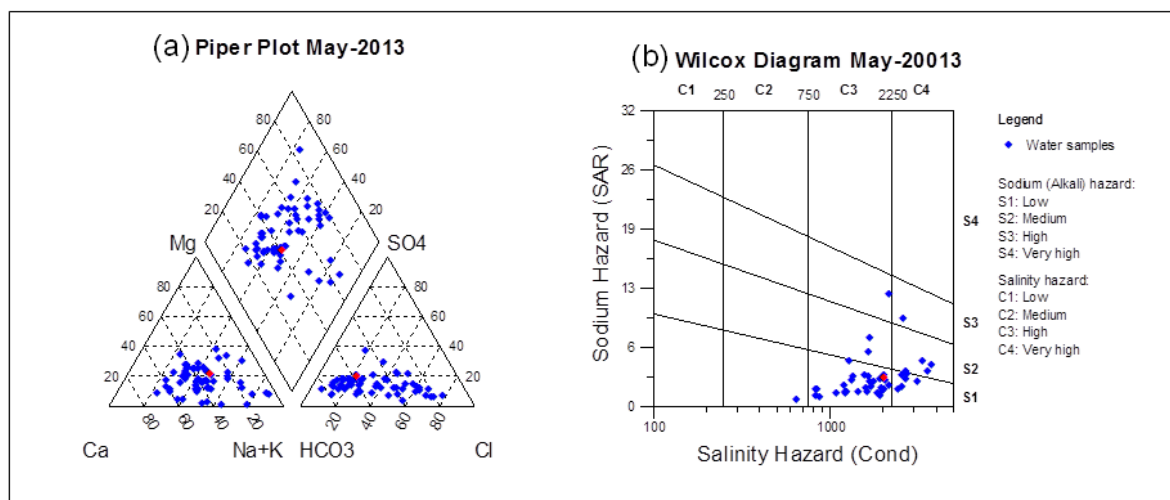 (a) Piper Plot May-2013
80 80
60 60
40 40
20 20
Mg SO4
80 80
60 60
40 40
20 20
80 60 40 20 20 40 60 80
Ca Na+K HCO3 Cl
(b) Wilcox Diagram May-20013
C1 250 C2 750 C3 2250 C4
32
26
19
13
6
0
Sodium Hazard (SAR)
S4
S3
S2
S1
100 1000
Salinity Hazard (Cond)
Legend
Water samples
Sodium (Alkali) hazard:
S1: Low
S2: Medium
S3: High
S4: Very high
Salinity hazard:
C1: Low
C2: Medium
C3: High
C4: Very high